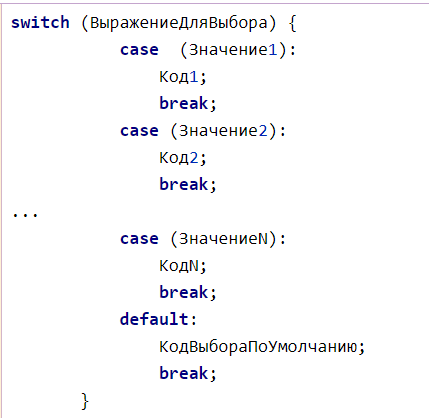 switch (ВыражениеДляВыбора) {
case  (Значение1):
Код1;
break;
case (Значение2):
Код2;
break;
...
case (ЗначениеN):
КодN;
break;
default:
КодВыбораПоУмолчанию;
break;
}